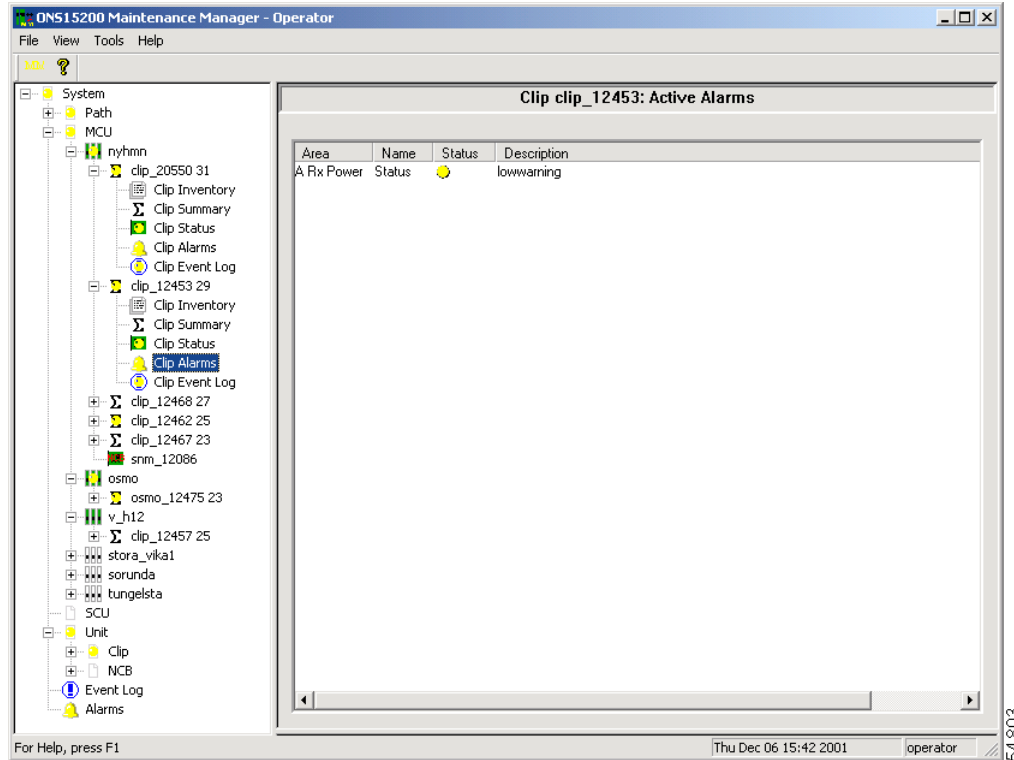 ONS15200 Maintenance Manager - Operator
File View Tools Help
System
Path
MCU
nyhmn
clip_20550 31
Clip Inventory
Clip Summary
Clip Status
Clip Alarms
Clip Event Log
clip_12453 29
Clip Inventory
Clip Summary
Clip Status
Clip Alarms
Clip Event Log
clip_12468 27
clip_12462 25
clip_12467 23
snm_12086
osmo
osmo_12475 23
v_h12
clip_12457 25
stora_vika1
sorunda
tungelsta
SCU
Unit
Clip
NCB
Event Log
Alarms
Clip clip_12453: Active Alarms
Area Name Status Description
A Rx Power Status lowwarning
For Help, press F1
Thu Dec 06 15:42 2001
operator
54803